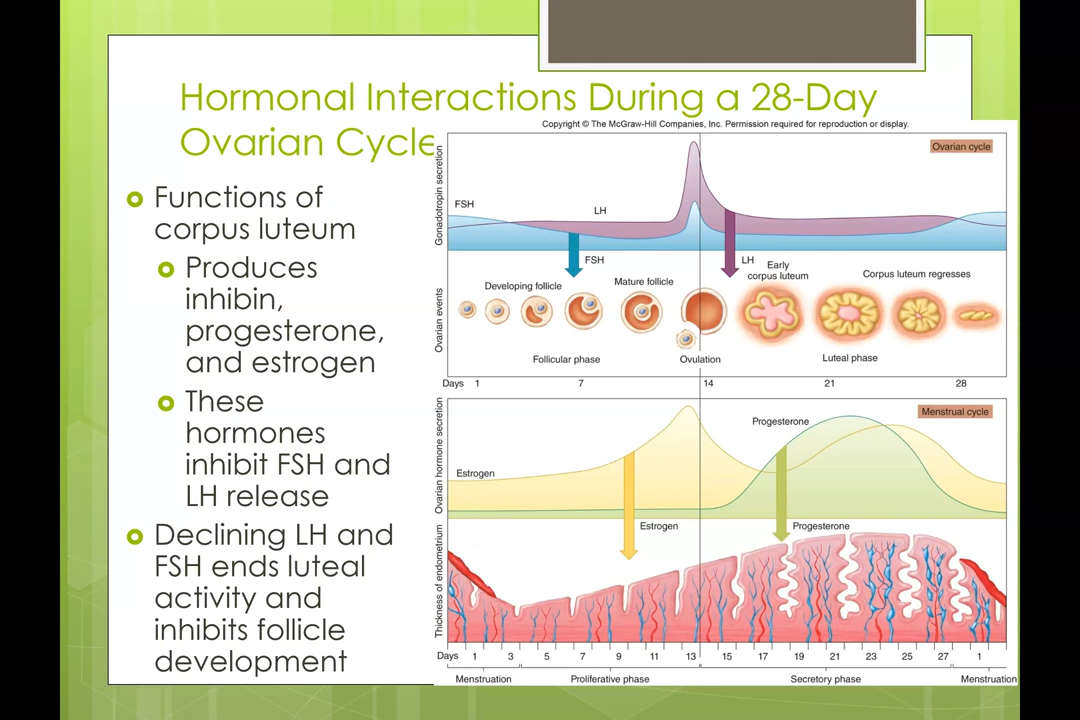 Hormonal Interactions During a 28-Day
Ovarian Cycle
Copyright © The McGraw-Hill Companies, Inc. Permission required for reproduction or display.
Functions of
corpus luteum
Produces
inhibin,
progesterone,
and estrogen
These
hormones
inhibit FSH and
LH release
Declining LH and
FSH ends luteal
activity and
inhibits follicle
development
Ovarian cycle
Gonadotropin secretion
FSH
LH
FSH
LH
Early
corpus luteum
Corpus luteum regresses
Developing follicle
Mature follicle
Ovarian events
Follicular phase
Ovulation
Luteal phase
Days 1 7 14 21 28
Menstrual cycle
Ovarian hormone secretion
Progesterone
Estrogen
Estrogen
Progesterone
Thickness of endometrium
Days 1 3 5 7 9 11 13 15 17 19 21 23 25 27 1
Menstruation Proliferative phase Secretory phase Menstruation